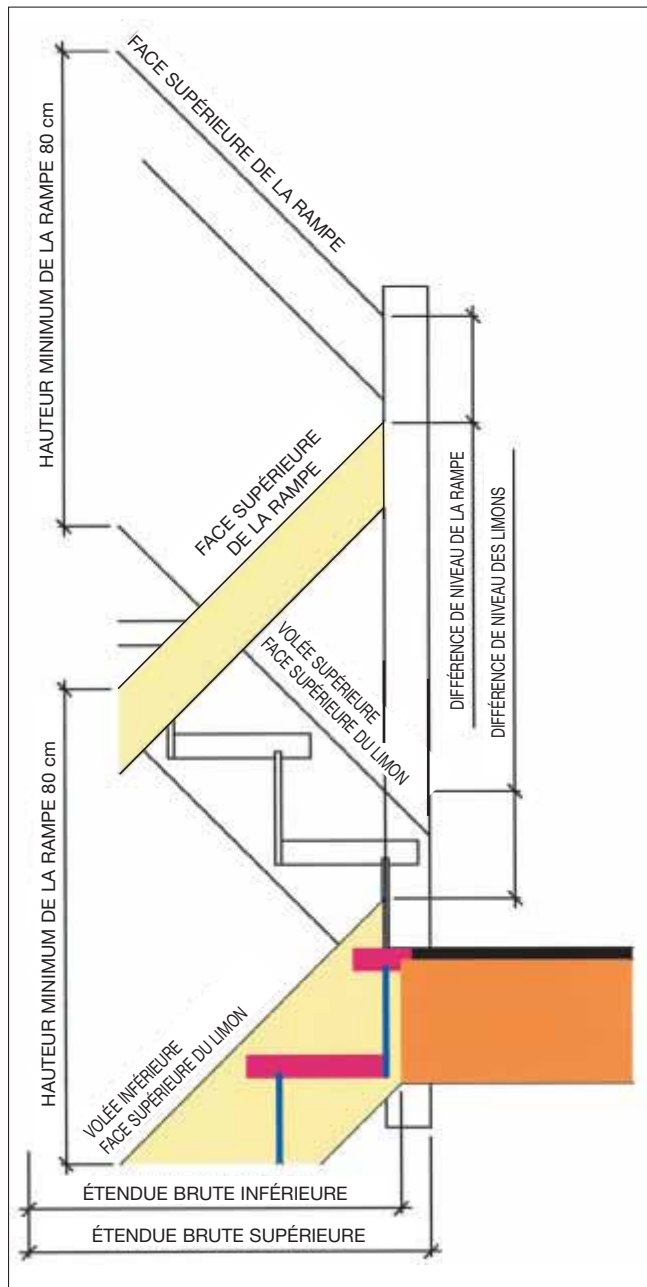 FACE SUPÉRIEURE DE LA RAMPE
HAUTEUR MINIMUM DE LA RAMPE 80 cm
FACE SUPÉRIEURE
DE LA RAMPE
DIFFÉRENCE DE NIVEAU DE LA RAMPE
DIFFÉRENCE DE NIVEAU DES LIMONS
VOLÉE SUPÉRIEURE
FACE SUPÉRIEURE DU LIMON
HAUTEUR MINIMUM DE LA RAMPE 80 cm
VOLÉE INFÉRIEURE
FACE SUPÉRIEURE DU LIMON
ÉTENDUE BRUTE INFÉRIEURE
ÉTENDUE BRUTE SUPÉRIEURE